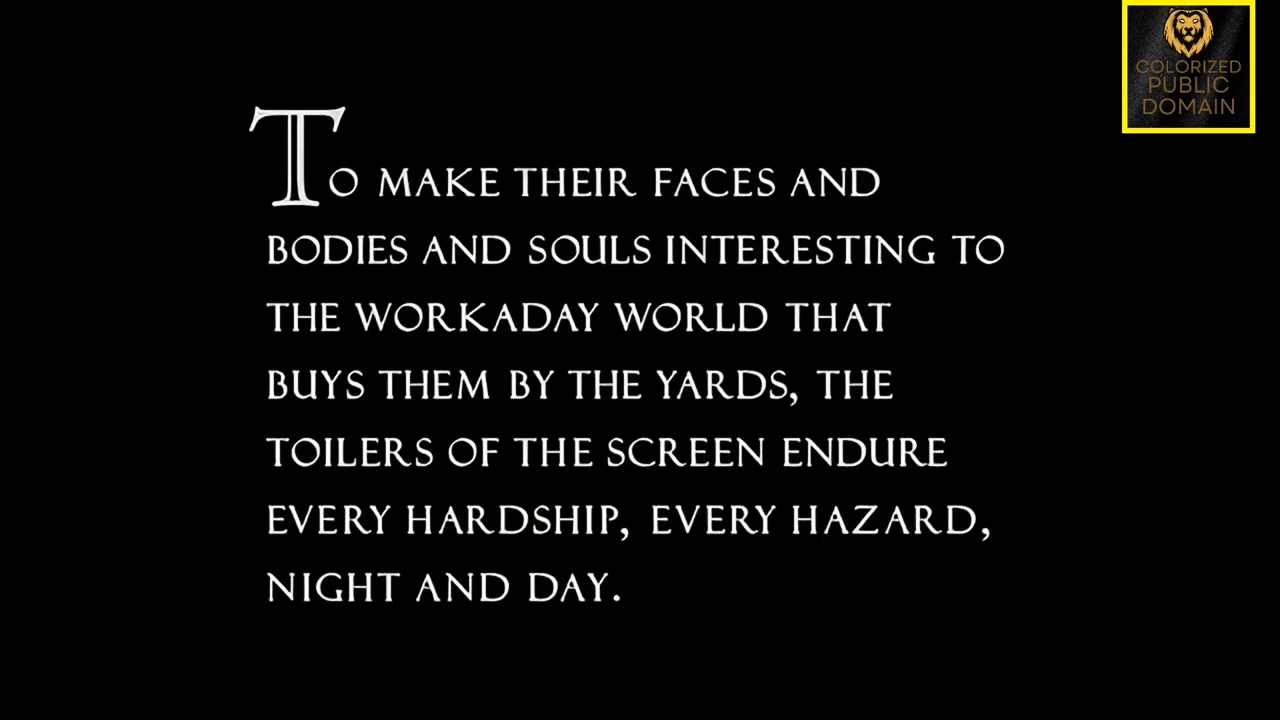 COLORIZED
PUBLIC
DOMAIN
TO MAKE THEIR FACES AND
BODIES AND SOULS INTERESTING TO
THE WORKADAY WORLD THAT
BUYS THEM BY THE YARDS, THE
TOILERS OF THE SCREEN ENDURE
EVERY HARDSHIP, EVERY HAZARD,
NIGHT AND DAY.